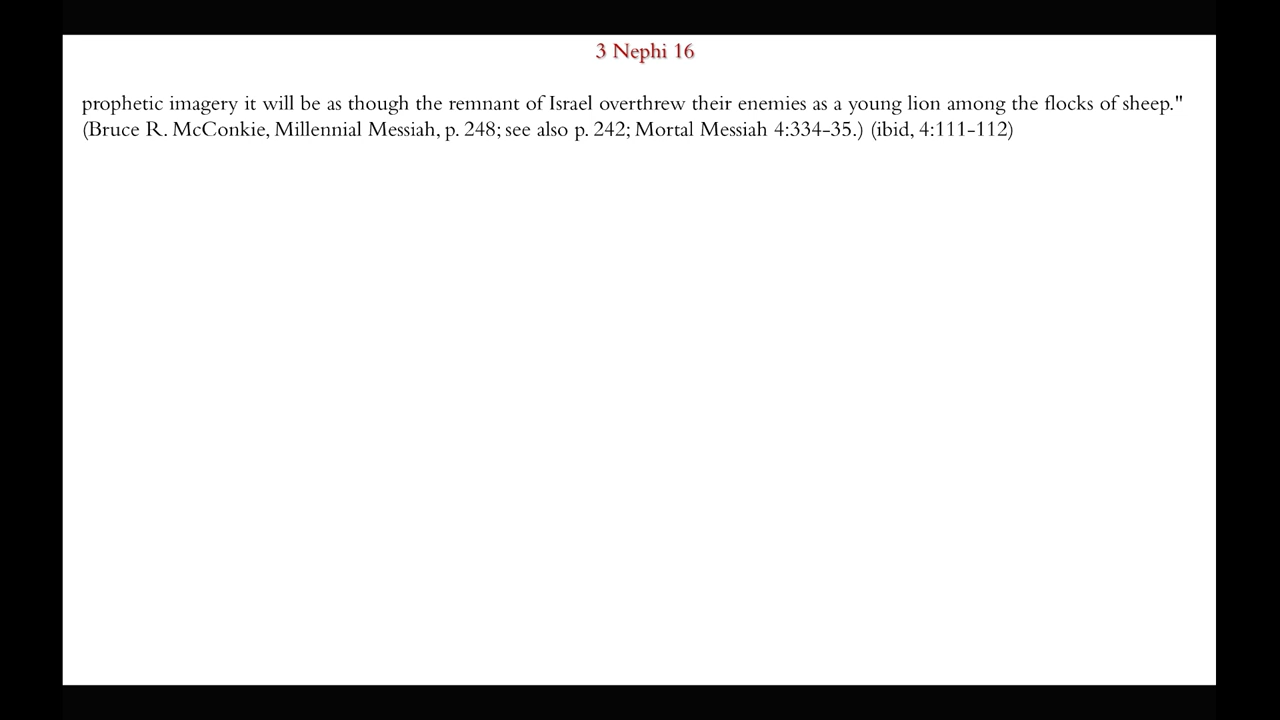 3 Nephi 16
prophetic imagery it will be as though the remnant of Israel overthrew their enemies as a young lion among the flocks of sheep."
(Bruce R. McConkie, Millennial Messiah, p. 248; see also p. 242; Mortal Messiah 4:334-35.) (ibid, 4:111-112)